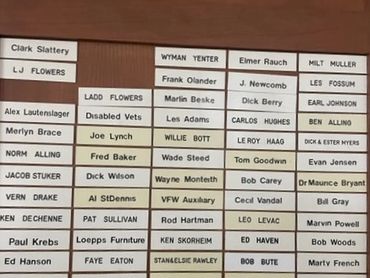 Clark Slattery
LJ FLOWERS
Alex Lautenslager
Merlyn Brace
NORM ALLING
JACOB STUKER
VERN DRAKE
KEN DECHENNE
Paul Krebs
Ed Hanson
LADD FLOWERS
Disabled Vets
Joe Lynch
Fred Baker
Dick Wilson
Al StDennis
PAT SULLIVAN
Loepps Furniture
FAYE EATON
WYMAN YENTER
Frank Olander
Marlin Beske
Les Adams
WILLIE BOTT
Wade Steed
Wayne Monteith
VFW Auxiliary
Rod Hartman
KEN SKORHEIM
STAN&ELSIE RAWLEY
Elmer Rauch
J. Newcomb
Dick Berry
CARLOS HUGHES
LE ROY HAAG
Tom Goodwin
Bob Carey
Cecil Vandal
LEO LEVAC
ED HAVEN
BOB BUTE
MILT MULLER
LES FOSSUM
EARL JOHNSON
BEN ALLING
DICK & ESTER MYERS
Evan Jensen
Dr Maurice Bryant
Bill Gray
Marvin Powell
Bob Woods
Marty French